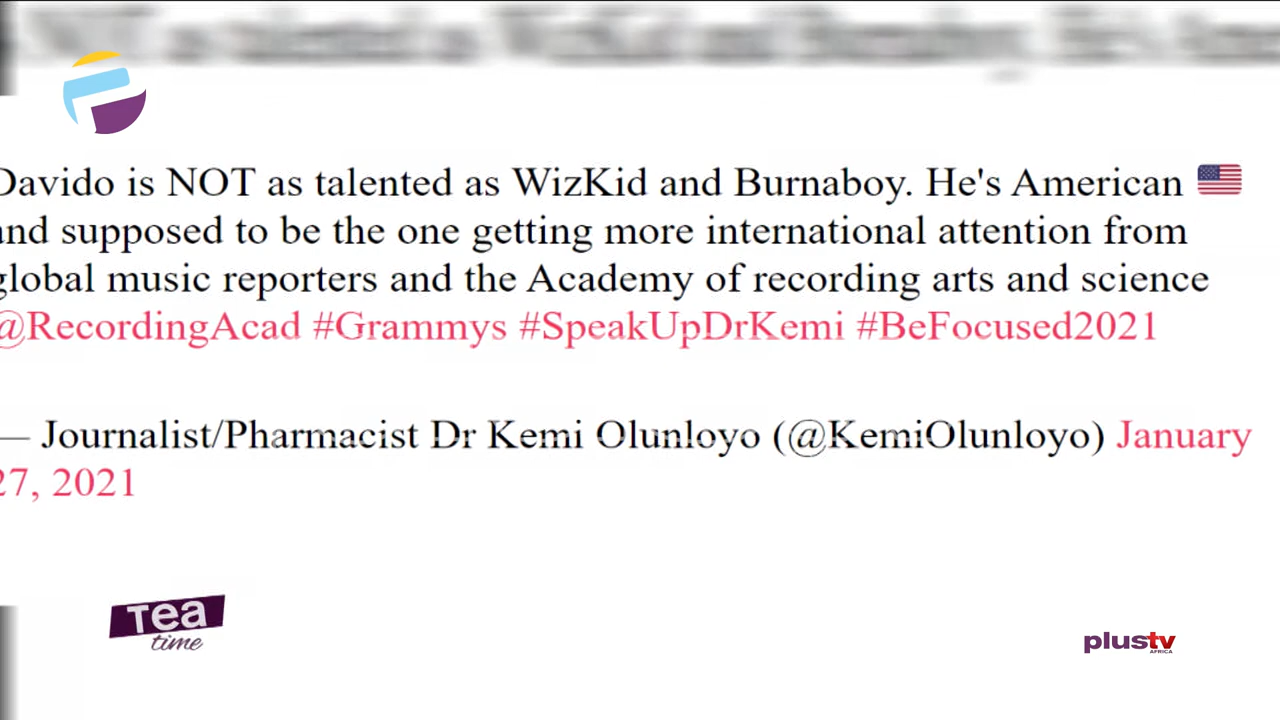 Davido is NOT as talented as WizKid and Burnaboy. He's American 🇺🇸
and supposed to be the one getting more international attention from
global music reporters and the Academy of recording arts and science
@RecordingAcad #Grammys #SpeakUpDrKemi #BeFocused2021
— Journalist/Pharmacist Dr Kemi Olunloyo (@KemiOlunloyo) January
27, 2021
Tea
time
plustv
AFRICA